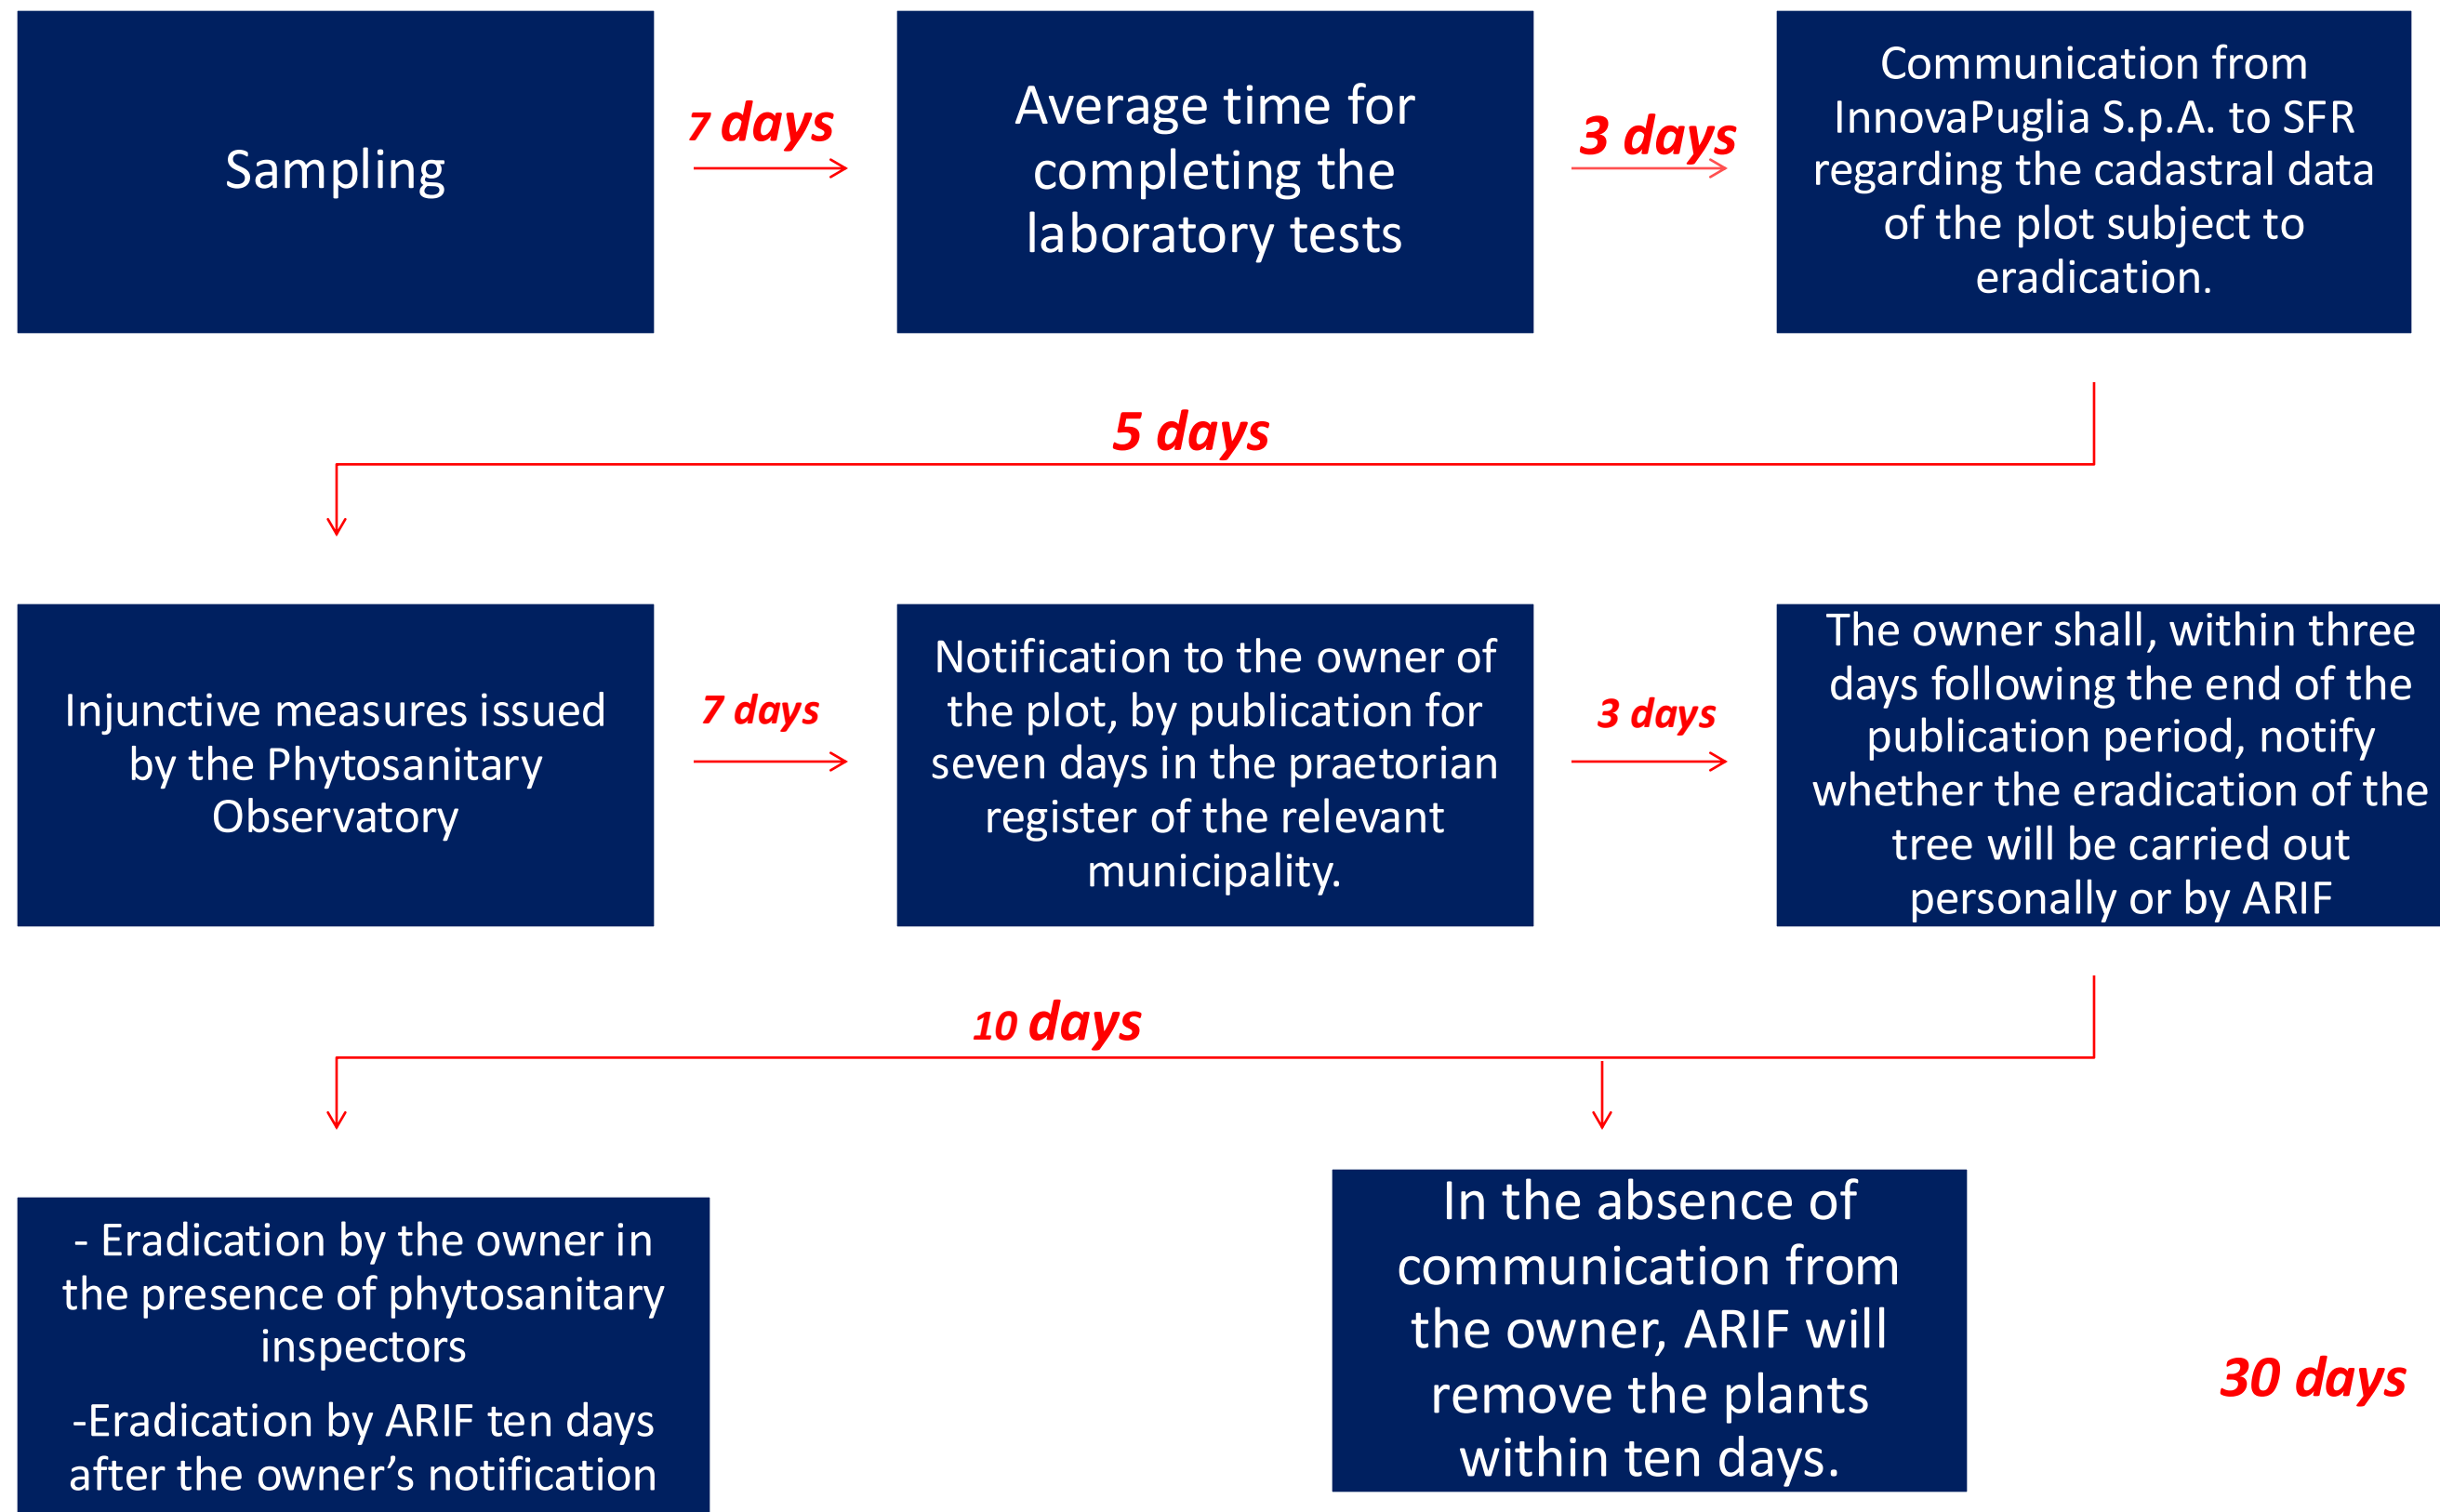 Sampling
7 days
Average time for
completing the
laboratory tests
3 days
Communication from
InnovaPuglia S.p.A. to SFR
regarding the cadastral data
of the plot subject to
eradication.
5 days
Injunctive measures issued
by the Phytosanitary
Observatory
7 days
Notification to the owner of
the plot, by publication for
seven days in the praetorian
register of the relevant
municipality.
3 days
The owner shall, within three
days following the end of the
publication period, notify
whether the eradication of the
tree will be carried out
personally or by ARIF
10 days
- Eradication by the owner in
the presence of phytosanitary
inspectors
-Eradication by ARIF ten days
after the owner’s notification
In the absence of
communication from
the owner, ARIF will
remove the plants
within ten days.
30 days